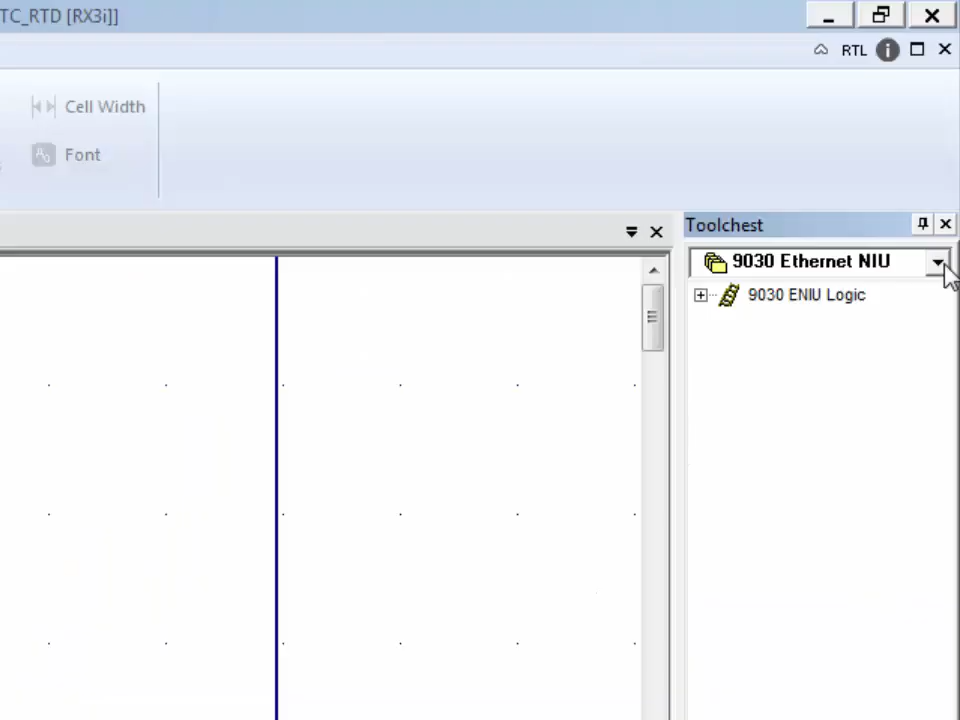 TC_RTD [RX3i]]
RTL
Cell Width
Font
Toolchest
9030 Ethernet NIU
9030 ENIU Logic